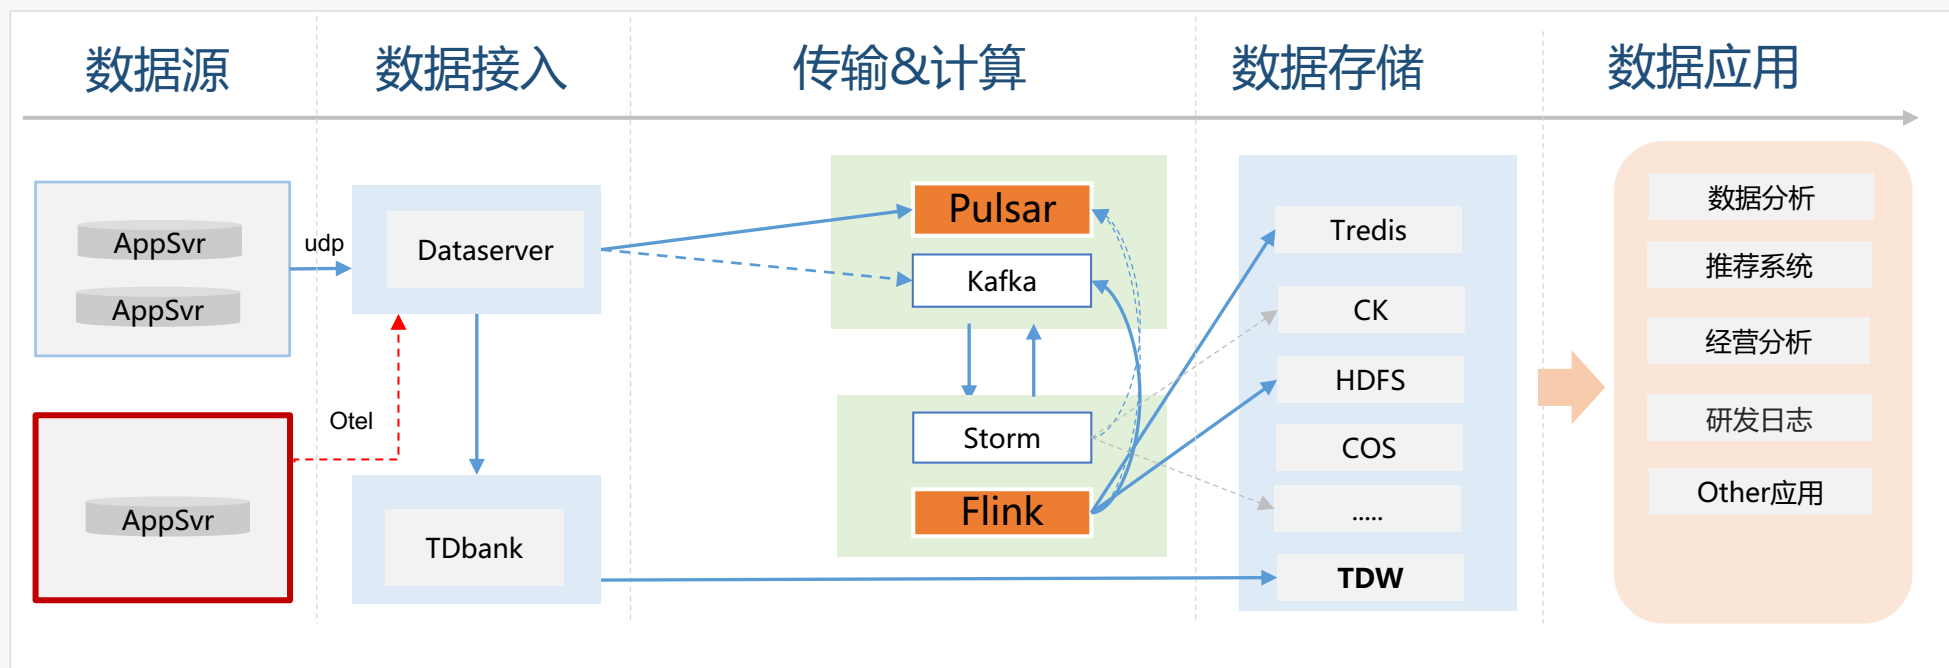 数据源
数据接入
传输&计算
数据存储
数据应用
AppSvr
AppSvr
udp
Otel
AppSvr
Dataserver
TDbank
Pulsar
Kafka
Storm
Flink
Tredis
CK
HDFS
COS
.....
TDW
数据分析
推荐系统
经营分析
研发日志
Other应用